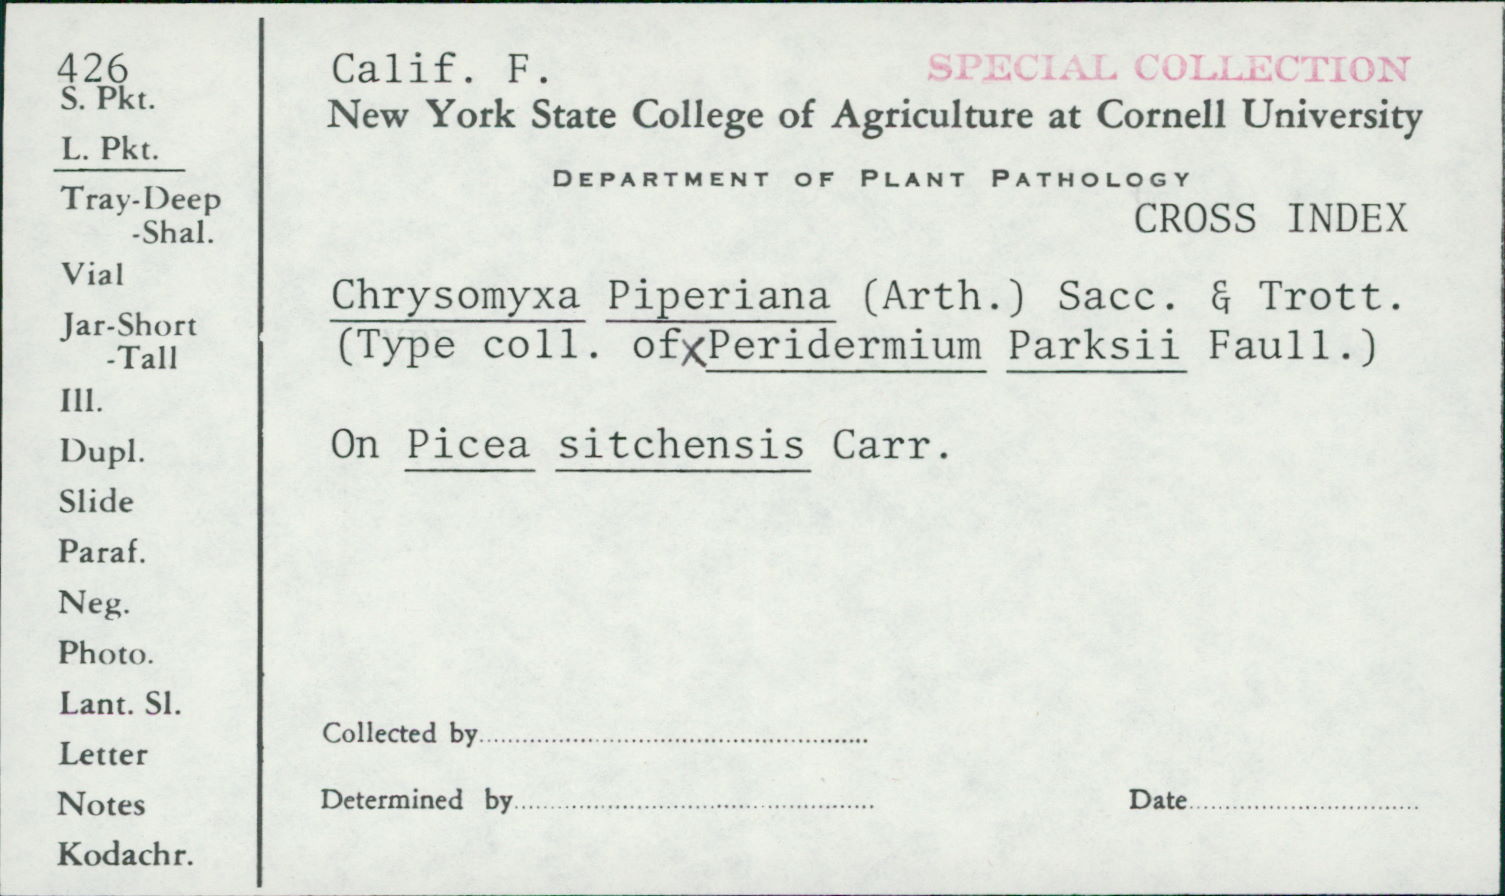 426
S. Pkt.
L. Pkt.
Tray-Deep
-Shal.
Vial
Jar-Short
-Tall
Ill.
Dupl.
Slide
Paraf.
Neg.
Photo.
Lant. Sl.
Letter
Notes
Kodachr.
Calif. F. SPECIAL COLLECTION
New York State College of Agriculture at Cornell University
DEPARTMENT OF PLANT PATHOLOGY
CROSS INDEX
Chrysomyxa Piperiana (Arth.) Sacc. & Trott.
(Type coll. of x Peridermium Parksii Faull.)
On Picea sitchensis Carr.
Collected by
Determined by Date